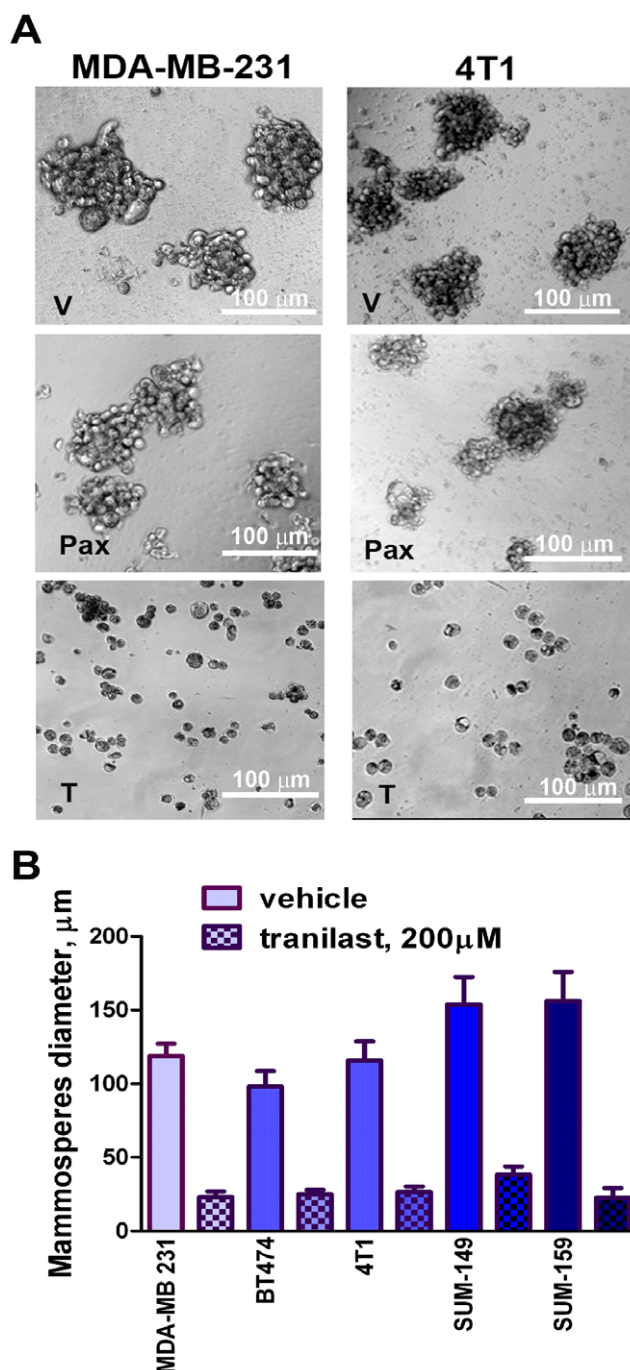 A
MDA-MB-231 4T1
V
100 μm
V
100 μm
Pax
100 μm
Pax
100 μm
T
100 μm
T
100 μm
B
vehicle
tranilast, 200μM
Mammospheres diameter, μm
200
150
100
50
0
MDA-MB 231
BT474
4T1
SUM-149
SUM-159